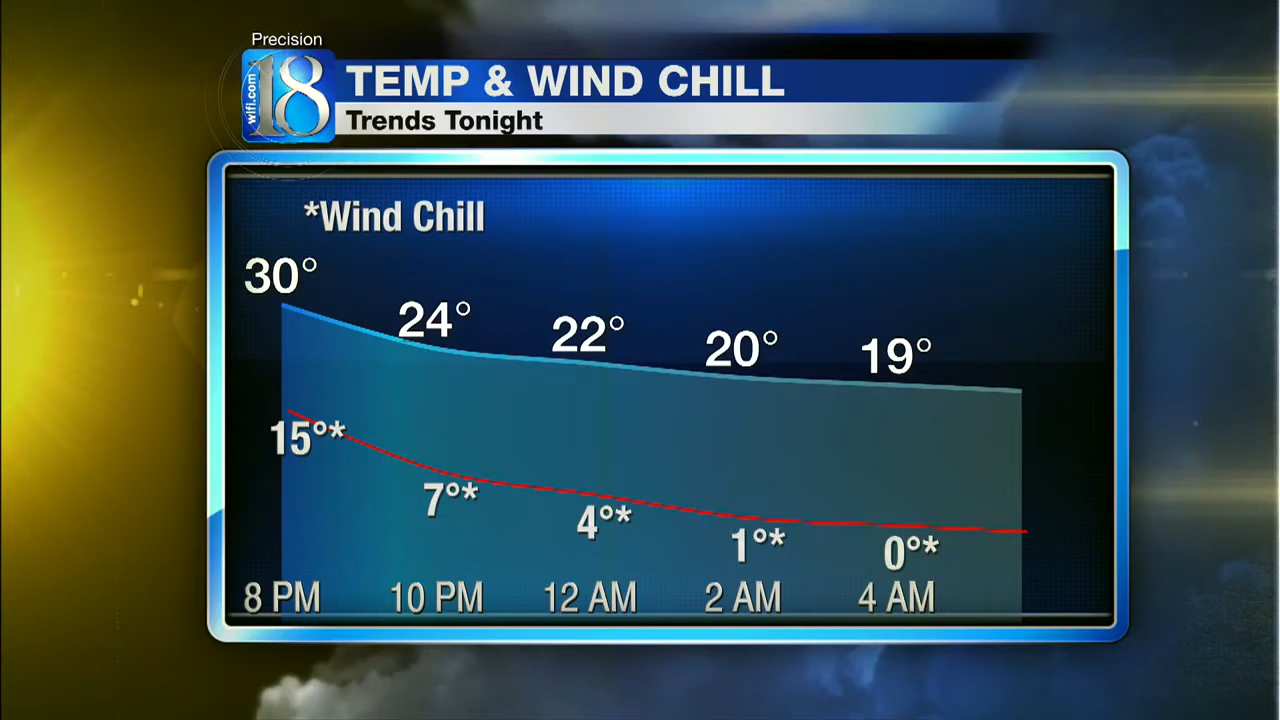 Precision
wlfi.com
18
TEMP & WIND CHILL
Trends Tonight
*Wind Chill
30° 24° 22° 20° 19°
15°* 7°* 4°* 1°* 0°*
8 PM 10 PM 12 AM 2 AM 4 AM